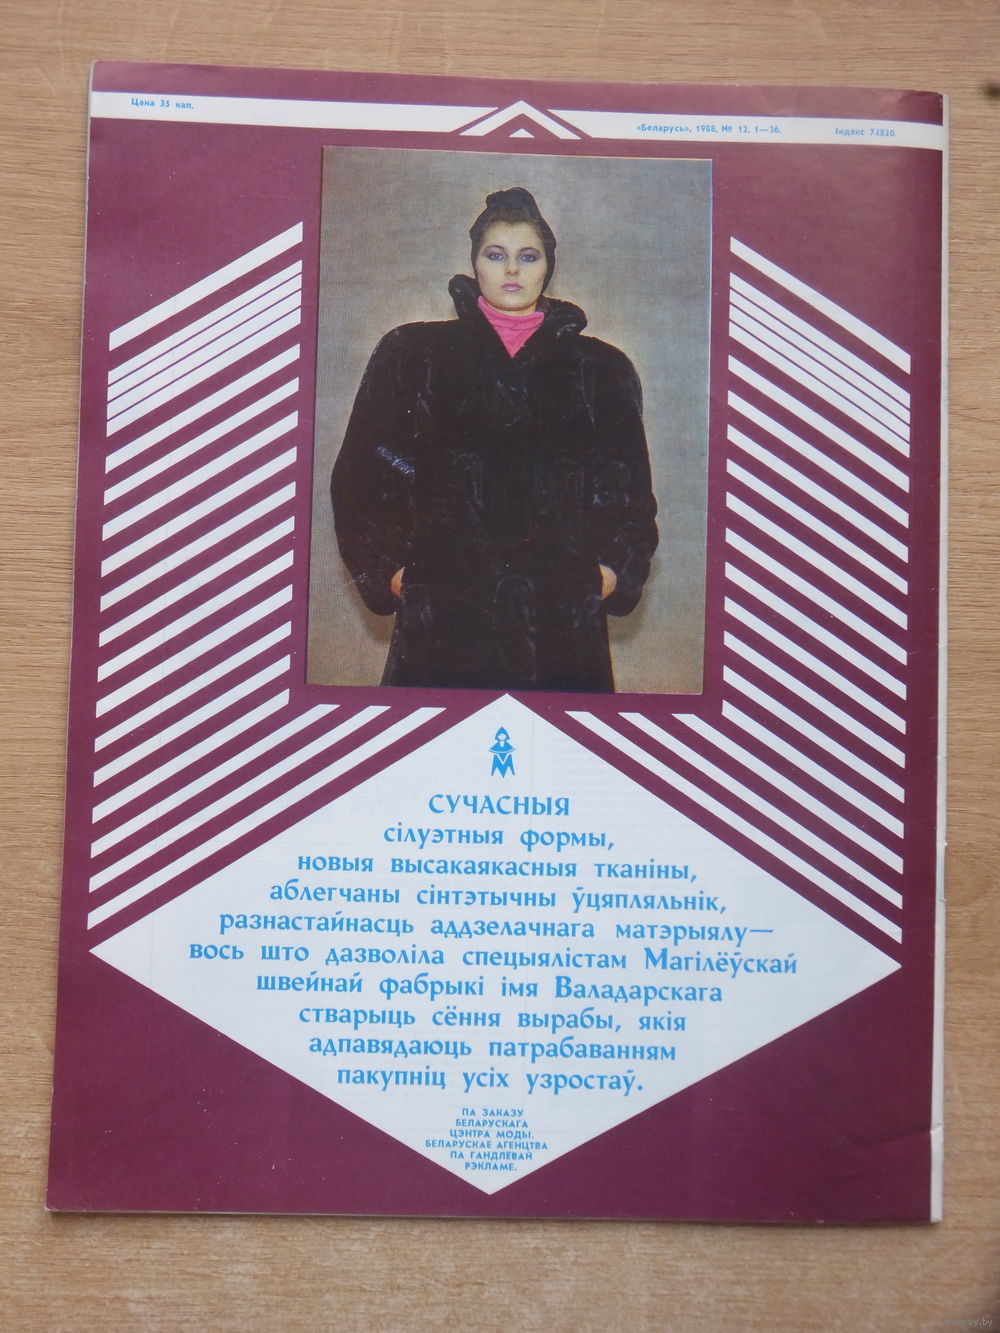 Цана 35 кап.
«Беларусь», 1988, № 12, 1—36.
Індэкс 74820.
СУЧАСНЫЯ
сілуэтныя формы,
новыя высакаякасныя тканіны,
аблегчаны сінтэтычны ўцяпляльнік,
разнастайнасць аддзелачнага матэрыялу—
вось што дазволіла спецыялістам Магілёўскай
швейнай фабрыкі імя Валадарскага
стварыць сёння вырабы, якія
адпавядаюць патрабаванням
пакупніц усіх узростаў.
ПА ЗАКАЗУ
БЕЛАРУСКАГА
ЦЭНТРА МОДЫ.
БЕЛАРУСКАЕ АГЕНЦТВА
ПА ГАНДЛЁВАЙ
РЭКЛАМЕ.